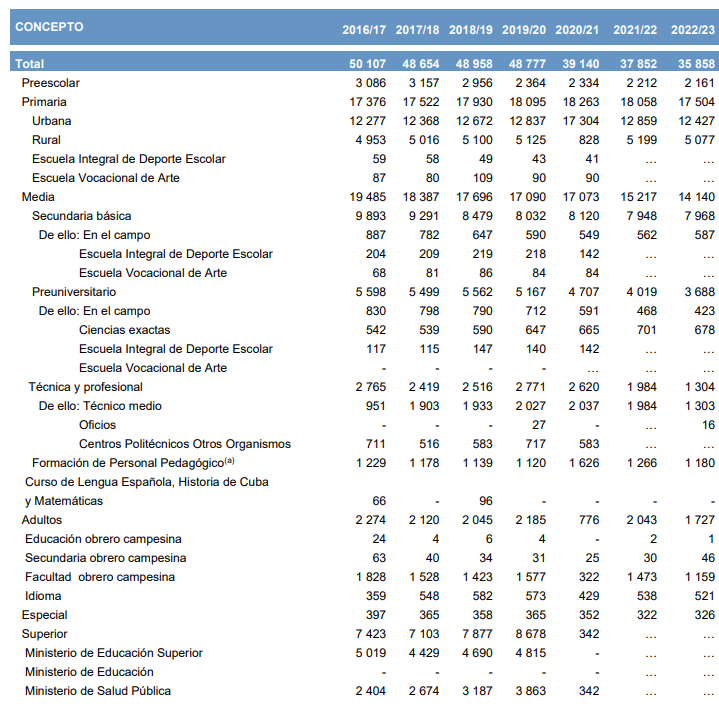 CONCEPTO 2016/17 2017/18 2018/19 2019/20 2020/21 2021/22 2022/23
Total 50 107 48 654 48 958 48 777 39 140 37 852 35 858
Preescolar 3 086 3 157 2 956 2 364 2 334 2 212 2 161
Primaria 17 376 17 522 17 930 18 095 18 263 18 058 17 504
Urbana 12 277 12 368 12 672 12 837 17 304 12 859 12 427
Rural 4 953 5 016 5 100 5 125 828 5 199 5 077
Escuela Integral de Deporte Escolar 59 58 49 43 41 ... ...
Escuela Vocacional de Arte 87 80 109 90 90 ... ...
Media 19 485 18 387 17 696 17 090 17 073 15 217 14 140
Secundaria básica 9 893 9 291 8 479 8 032 8 120 7 948 7 968
De ello: En el campo 887 782 647 590 549 562 587
Escuela Integral de Deporte Escolar 204 209 219 218 142 ... ...
Escuela Vocacional de Arte 68 81 86 84 84 ... ...
Preuniversitario 5 598 5 499 5 562 5 167 4 707 4 019 3 688
De ello: En el campo 830 798 790 712 591 468 423
Ciencias exactas 542 539 590 647 665 701 678
Escuela Integral de Deporte Escolar 117 115 147 140 142 ... ...
Escuela Vocacional de Arte - - - - ... ... ...
Técnica y profesional 2 765 2 419 2 516 2 771 2 620 1 984 1 304
De ello: Técnico medio 951 1 903 1 933 2 027 2 037 1 984 1 303
Oficios - - - 27 - ... 16
Centros Politécnicos Otros Organismos 711 516 583 717 583 ... ...
Formación de Personal Pedagógico(a) 1 229 1 178 1 139 1 120 1 626 1 266 1 180
Curso de Lengua Española, Historia de Cuba
y Matemáticas 66 - 96 - - - -
Adultos 2 274 2 120 2 045 2 185 776 2 043 1 727
Educación obrero campesina 24 4 6 4 - 2 1
Secundaria obrero campesina 63 40 34 31 25 30 46
Facultad obrero campesina 1 828 1 528 1 423 1 577 322 1 473 1 159
Idioma 359 548 582 573 429 538 521
Especial 397 365 358 365 352 322 326
Superior 7 423 7 103 7 877 8 678 342 ... ...
Ministerio de Educación Superior 5 019 4 429 4 690 4 815 - ... ...
Ministerio de Educación - - - - - ... ...
Ministerio de Salud Pública 2 404 2 674 3 187 3 863 342 ... ...